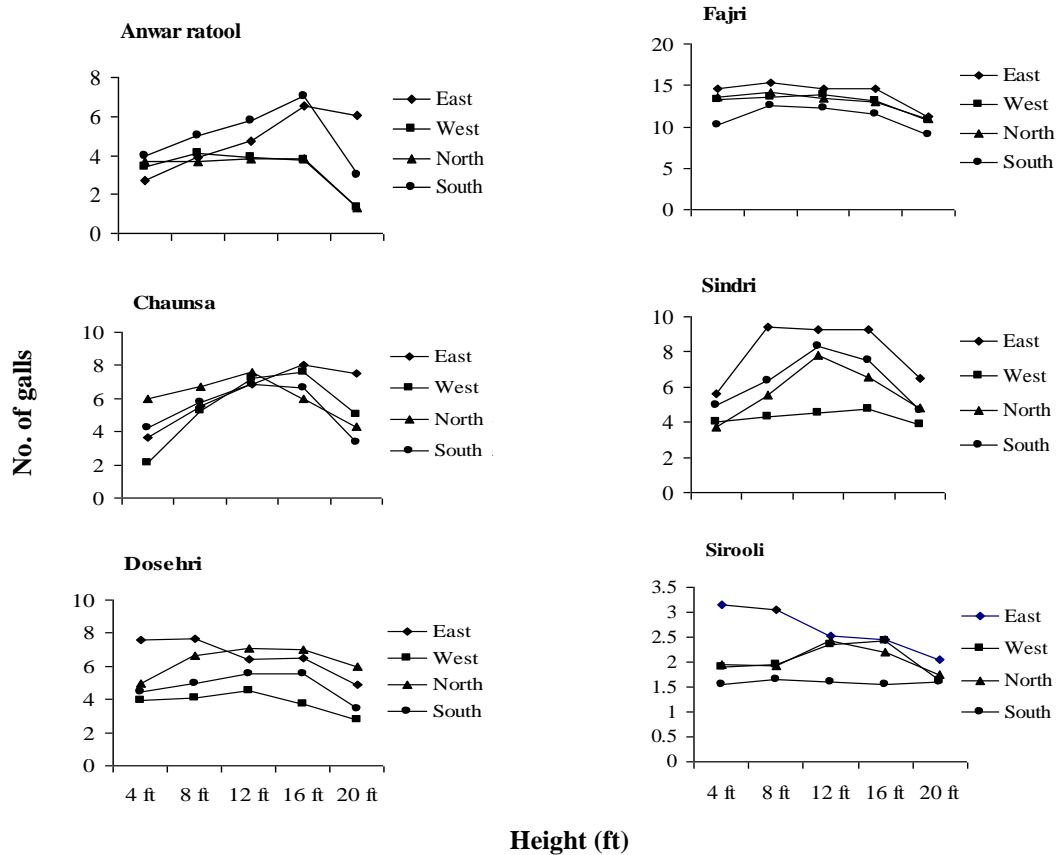 Anwar ratool
8
6
4
2
0
East
West
North
South
Fajri
20
15
10
5
0
East
West
North
South
No. of galls
Chaunsa
10
8
6
4
2
0
East
West
North
South
Sindri
10
8
6
4
2
0
East
West
North
South
Dosehri
10
8
6
4
2
0
4 ft 8 ft 12 ft 16 ft 20 ft
East
West
North
South
Sirooli
3.5
3
2.5
2
1.5
1
0.5
0
4 ft 8 ft 12 ft 16 ft 20 ft
East
West
North
South
Height (ft)